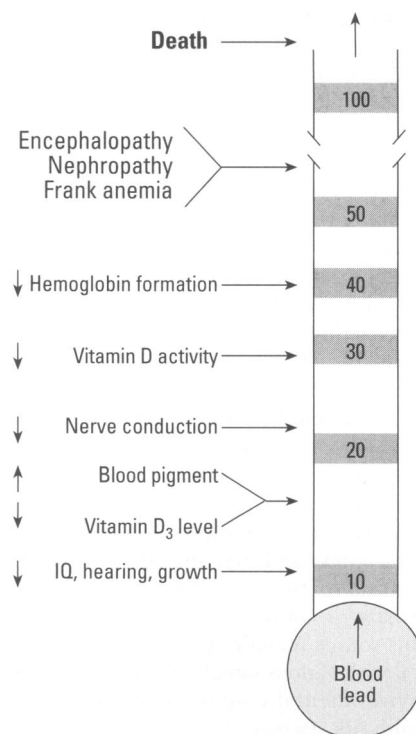 Death
100
Encephalopathy
Nephropathy
Frank anemia
50
↓ Hemoglobin formation
40
↓ Vitamin D activity
30
↓ Nerve conduction
20
↑ Blood pigment
↓ Vitamin D₃ level
↓ IQ, hearing, growth
10
Blood
lead